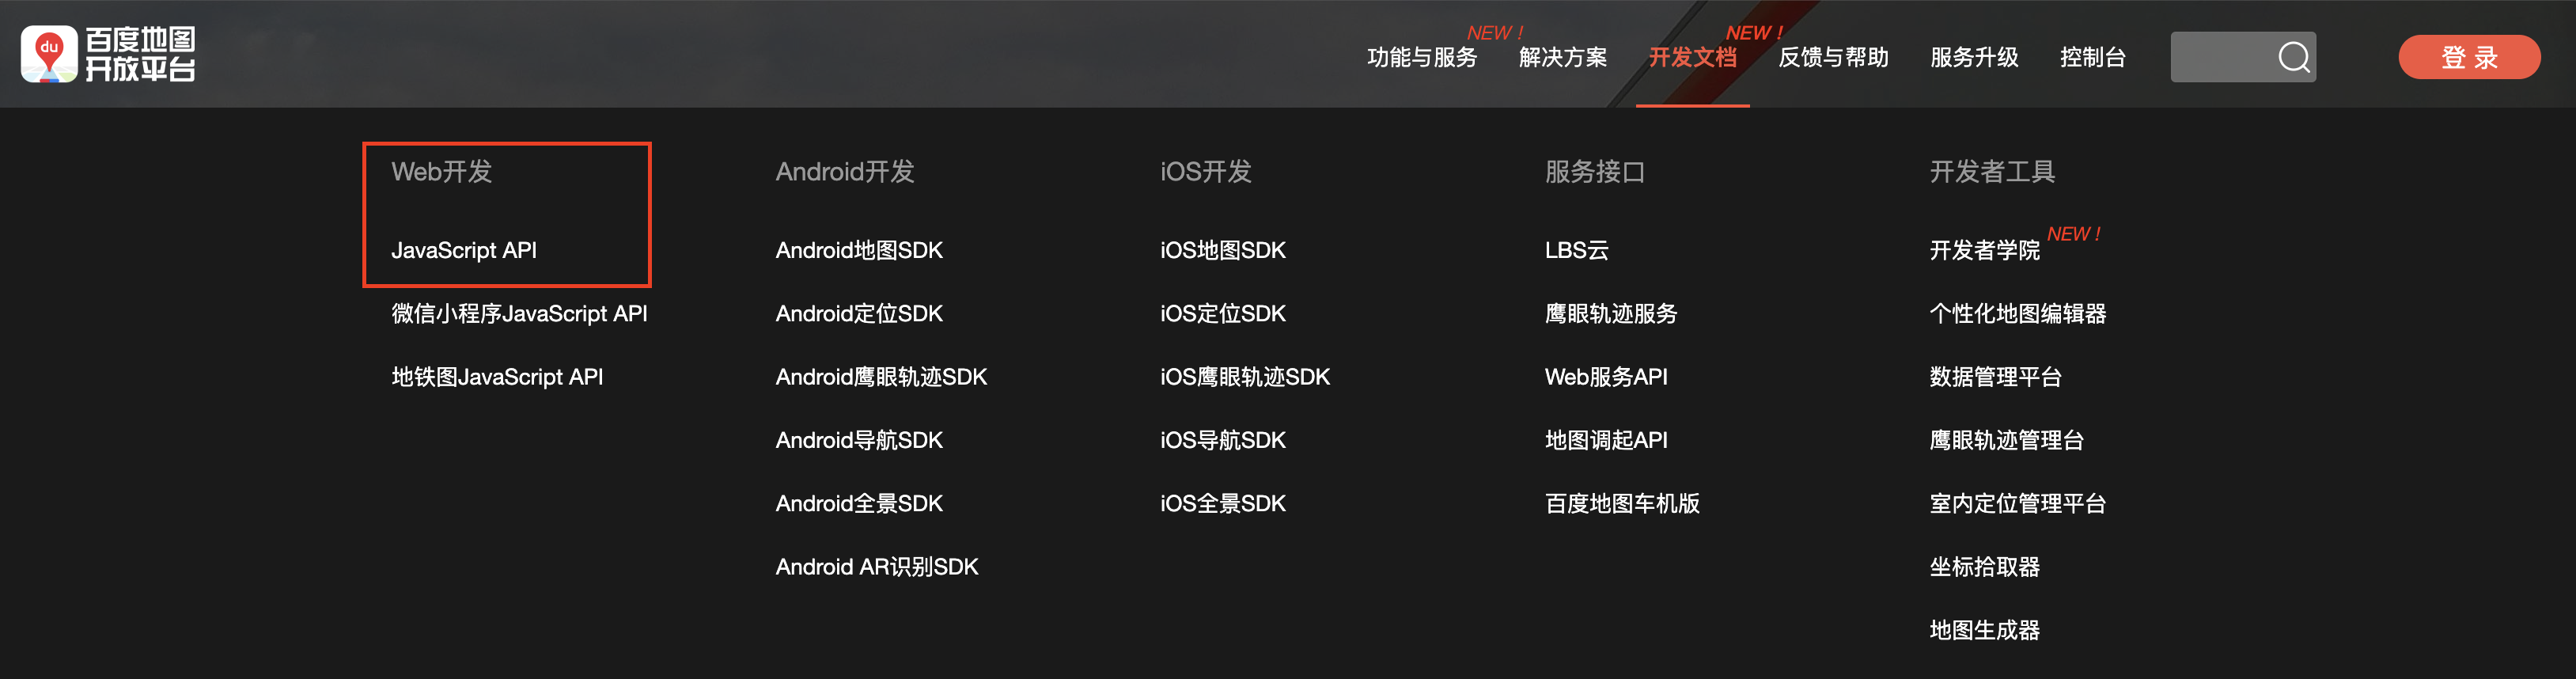 du
百度地图
开放平台
功能与服务
NEW !
解决方案
开发文档
NEW !
反馈与帮助
服务升级
控制台
登 录
Web开发
JavaScript API
微信小程序JavaScript API
地铁图JavaScript API
Android开发
Android地图SDK
Android定位SDK
Android鹰眼轨迹SDK
Android导航SDK
Android全景SDK
Android AR识别SDK
iOS开发
iOS地图SDK
iOS定位SDK
iOS鹰眼轨迹SDK
iOS导航SDK
iOS全景SDK
服务接口
LBS云
鹰眼轨迹服务
Web服务API
地图调起API
百度地图车机版
开发者工具
开发者学院
NEW !
个性化地图编辑器
数据管理平台
鹰眼轨迹管理台
室内定位管理平台
坐标拾取器
地图生成器